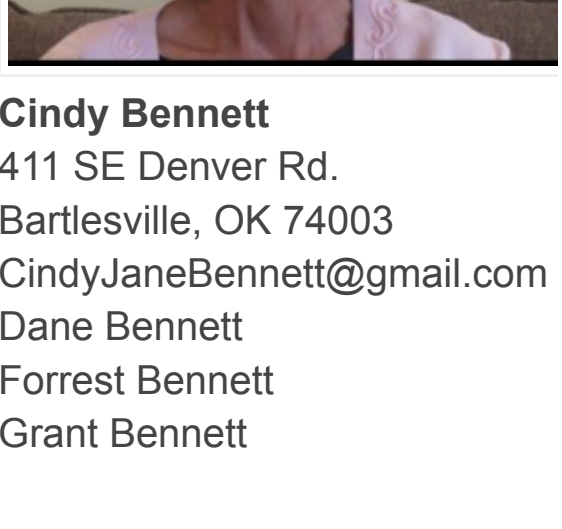 Cindy Bennett
411 SE Denver Rd.
Bartlesville, OK 74003
CindyJaneBennett@gmail.com
Dane Bennett
Forrest Bennett
Grant Bennett